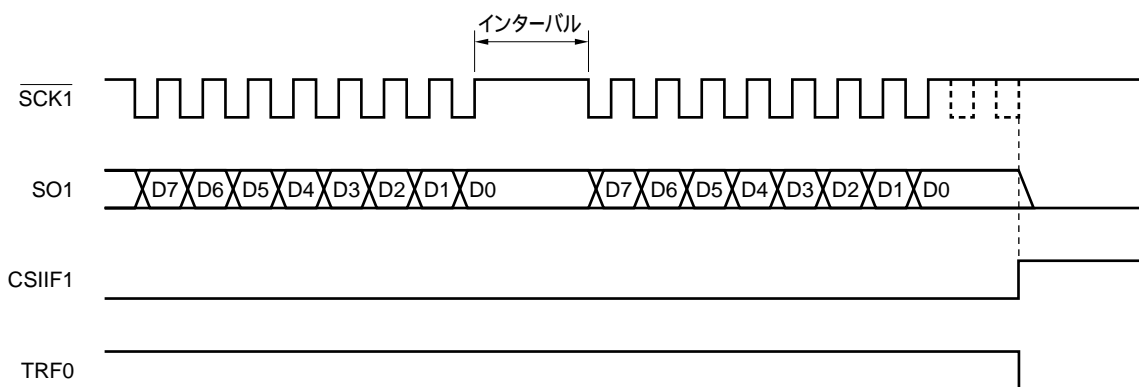 インターバル
SCK1
SO1 D7 D6 D5 D4 D3 D2 D1 D0 D7 D6 D5 D4 D3 D2 D1 D0
CSIIF1
TRF0